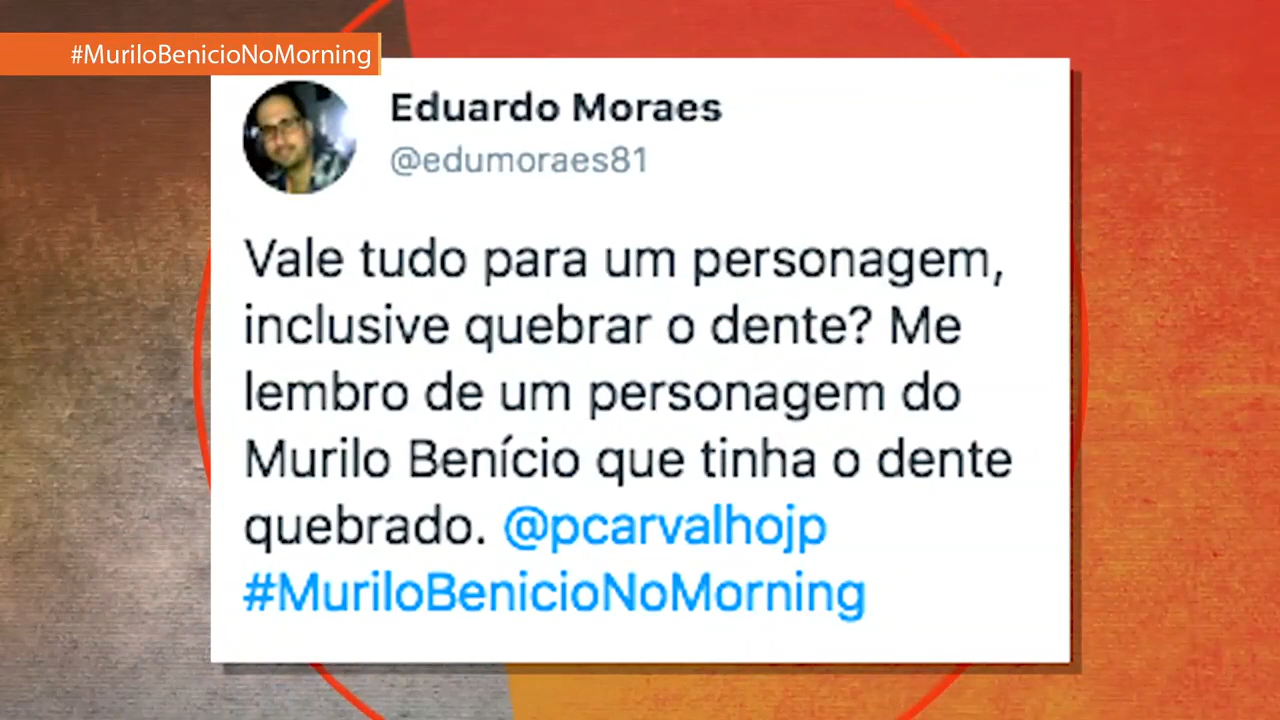 #MuriloBenicioNoMorning
Eduardo Moraes
@edumoraes81
Vale tudo para um personagem,
inclusive quebrar o dente? Me
lembro de um personagem do
Murilo Benício que tinha o dente
quebrado. @pcarvalhojp
#MuriloBenicioNoMorning